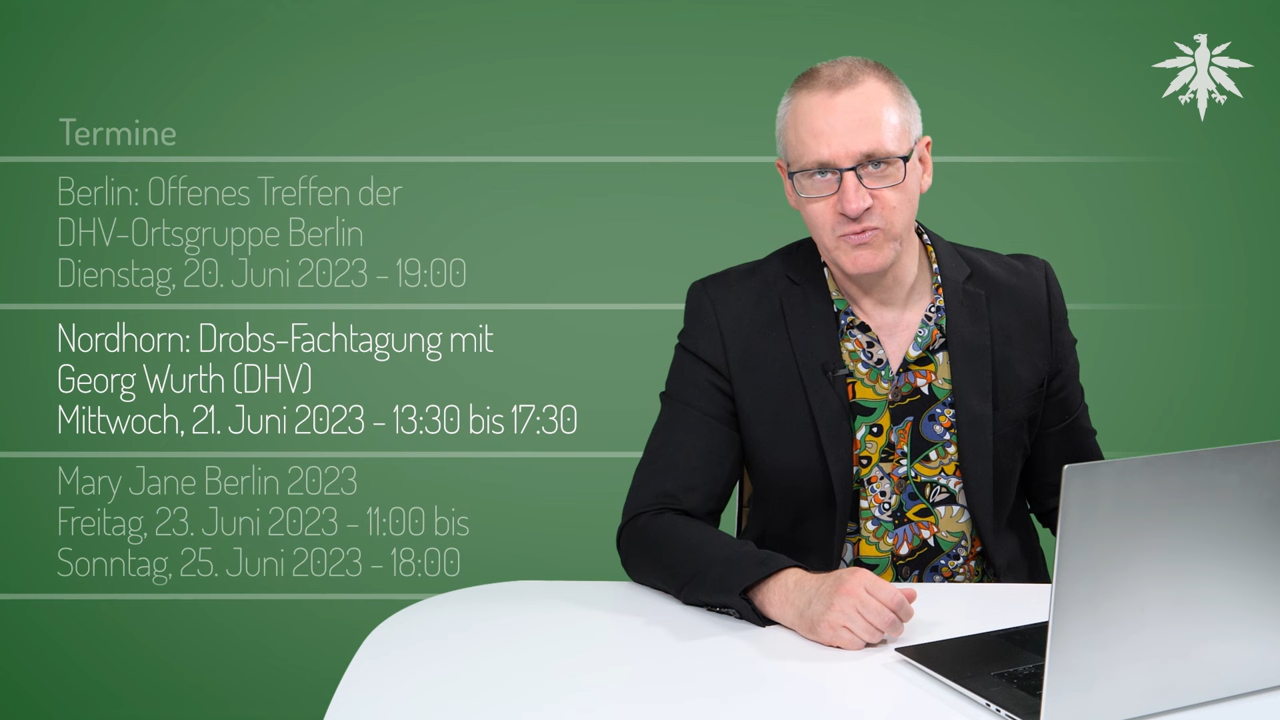 Termine
Berlin: Offenes Treffen der
DHV-Ortsgruppe Berlin
Dienstag, 20. Juni 2023 - 19:00
Nordhorn: Drobs-Fachtagung mit
Georg Wurth (DHV)
Mittwoch, 21. Juni 2023 - 13:30 bis 17:30
Mary Jane Berlin 2023
Freitag, 23. Juni 2023 - 11:00 bis
Sonntag, 25. Juni 2023 - 18:00